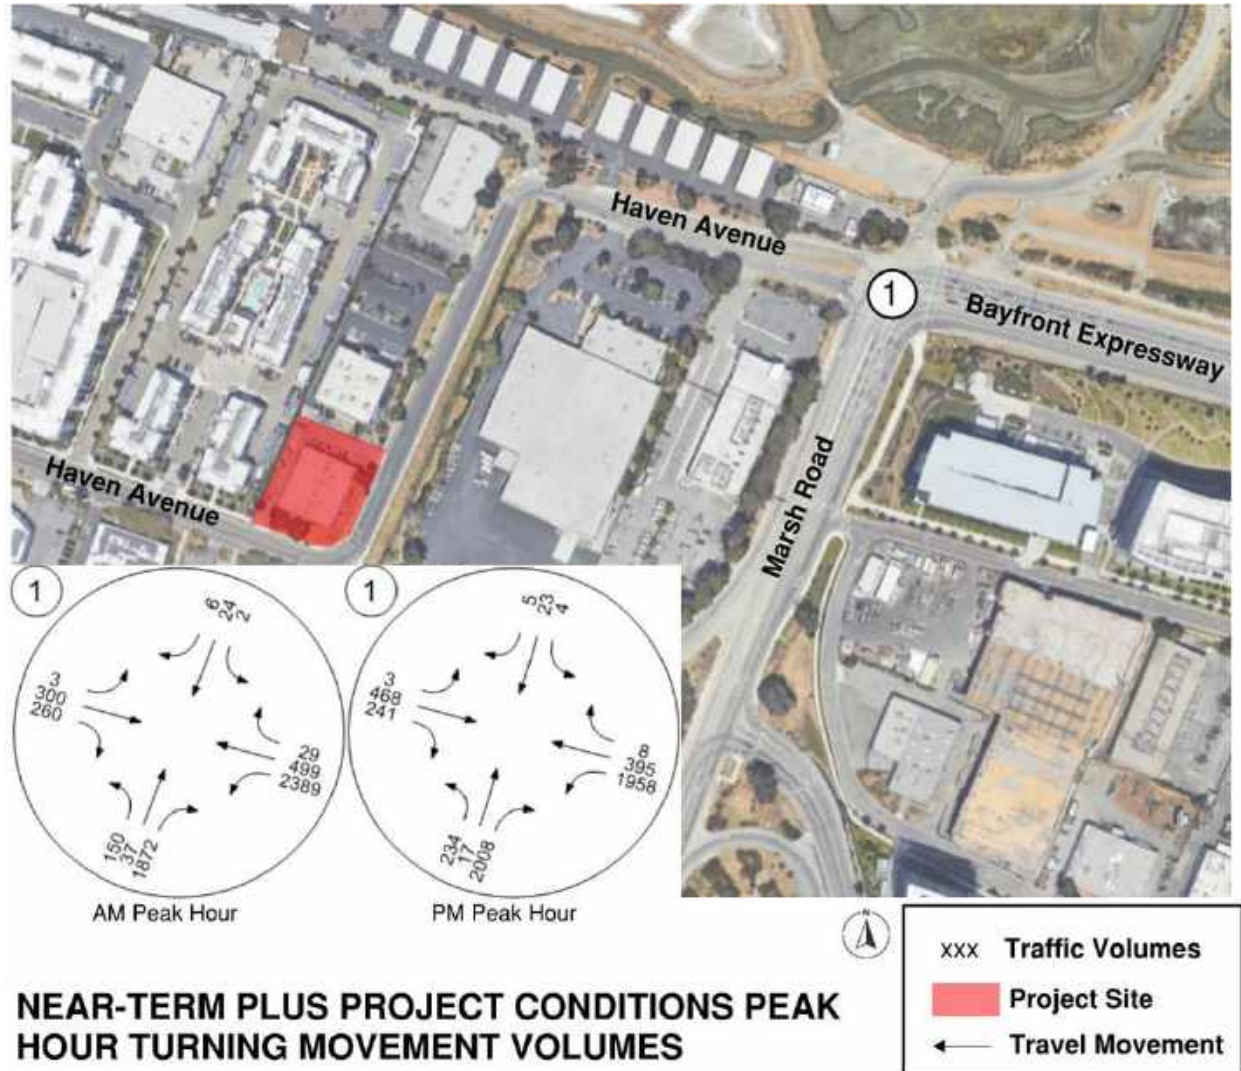 Haven Avenue
1
Bayfront Expressway
Marsh Road
Haven Avenue
1
6
24
2
3
300
260
29
499
2389
150
37
1872
AM Peak Hour
1
5
23
4
3
468
241
8
395
1958
234
17
2008
PM Peak Hour
N
xxx Traffic Volumes
Project Site
Travel Movement
NEAR-TERM PLUS PROJECT CONDITIONS PEAK
HOUR TURNING MOVEMENT VOLUMES